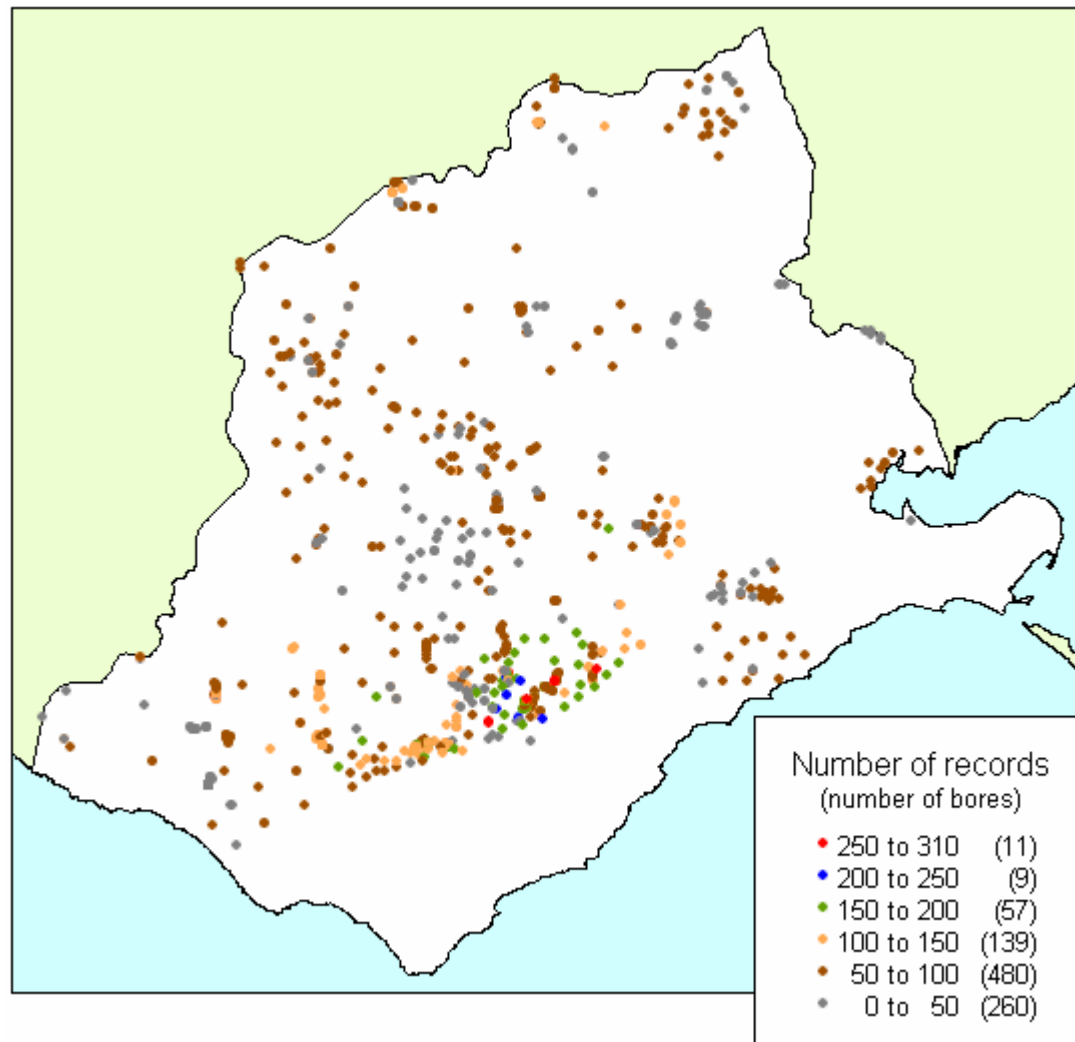 Number of records
(number of bores)
250 to 310 (11)
200 to 250 (9)
150 to 200 (57)
100 to 150 (139)
50 to 100 (480)
0 to 50 (260)